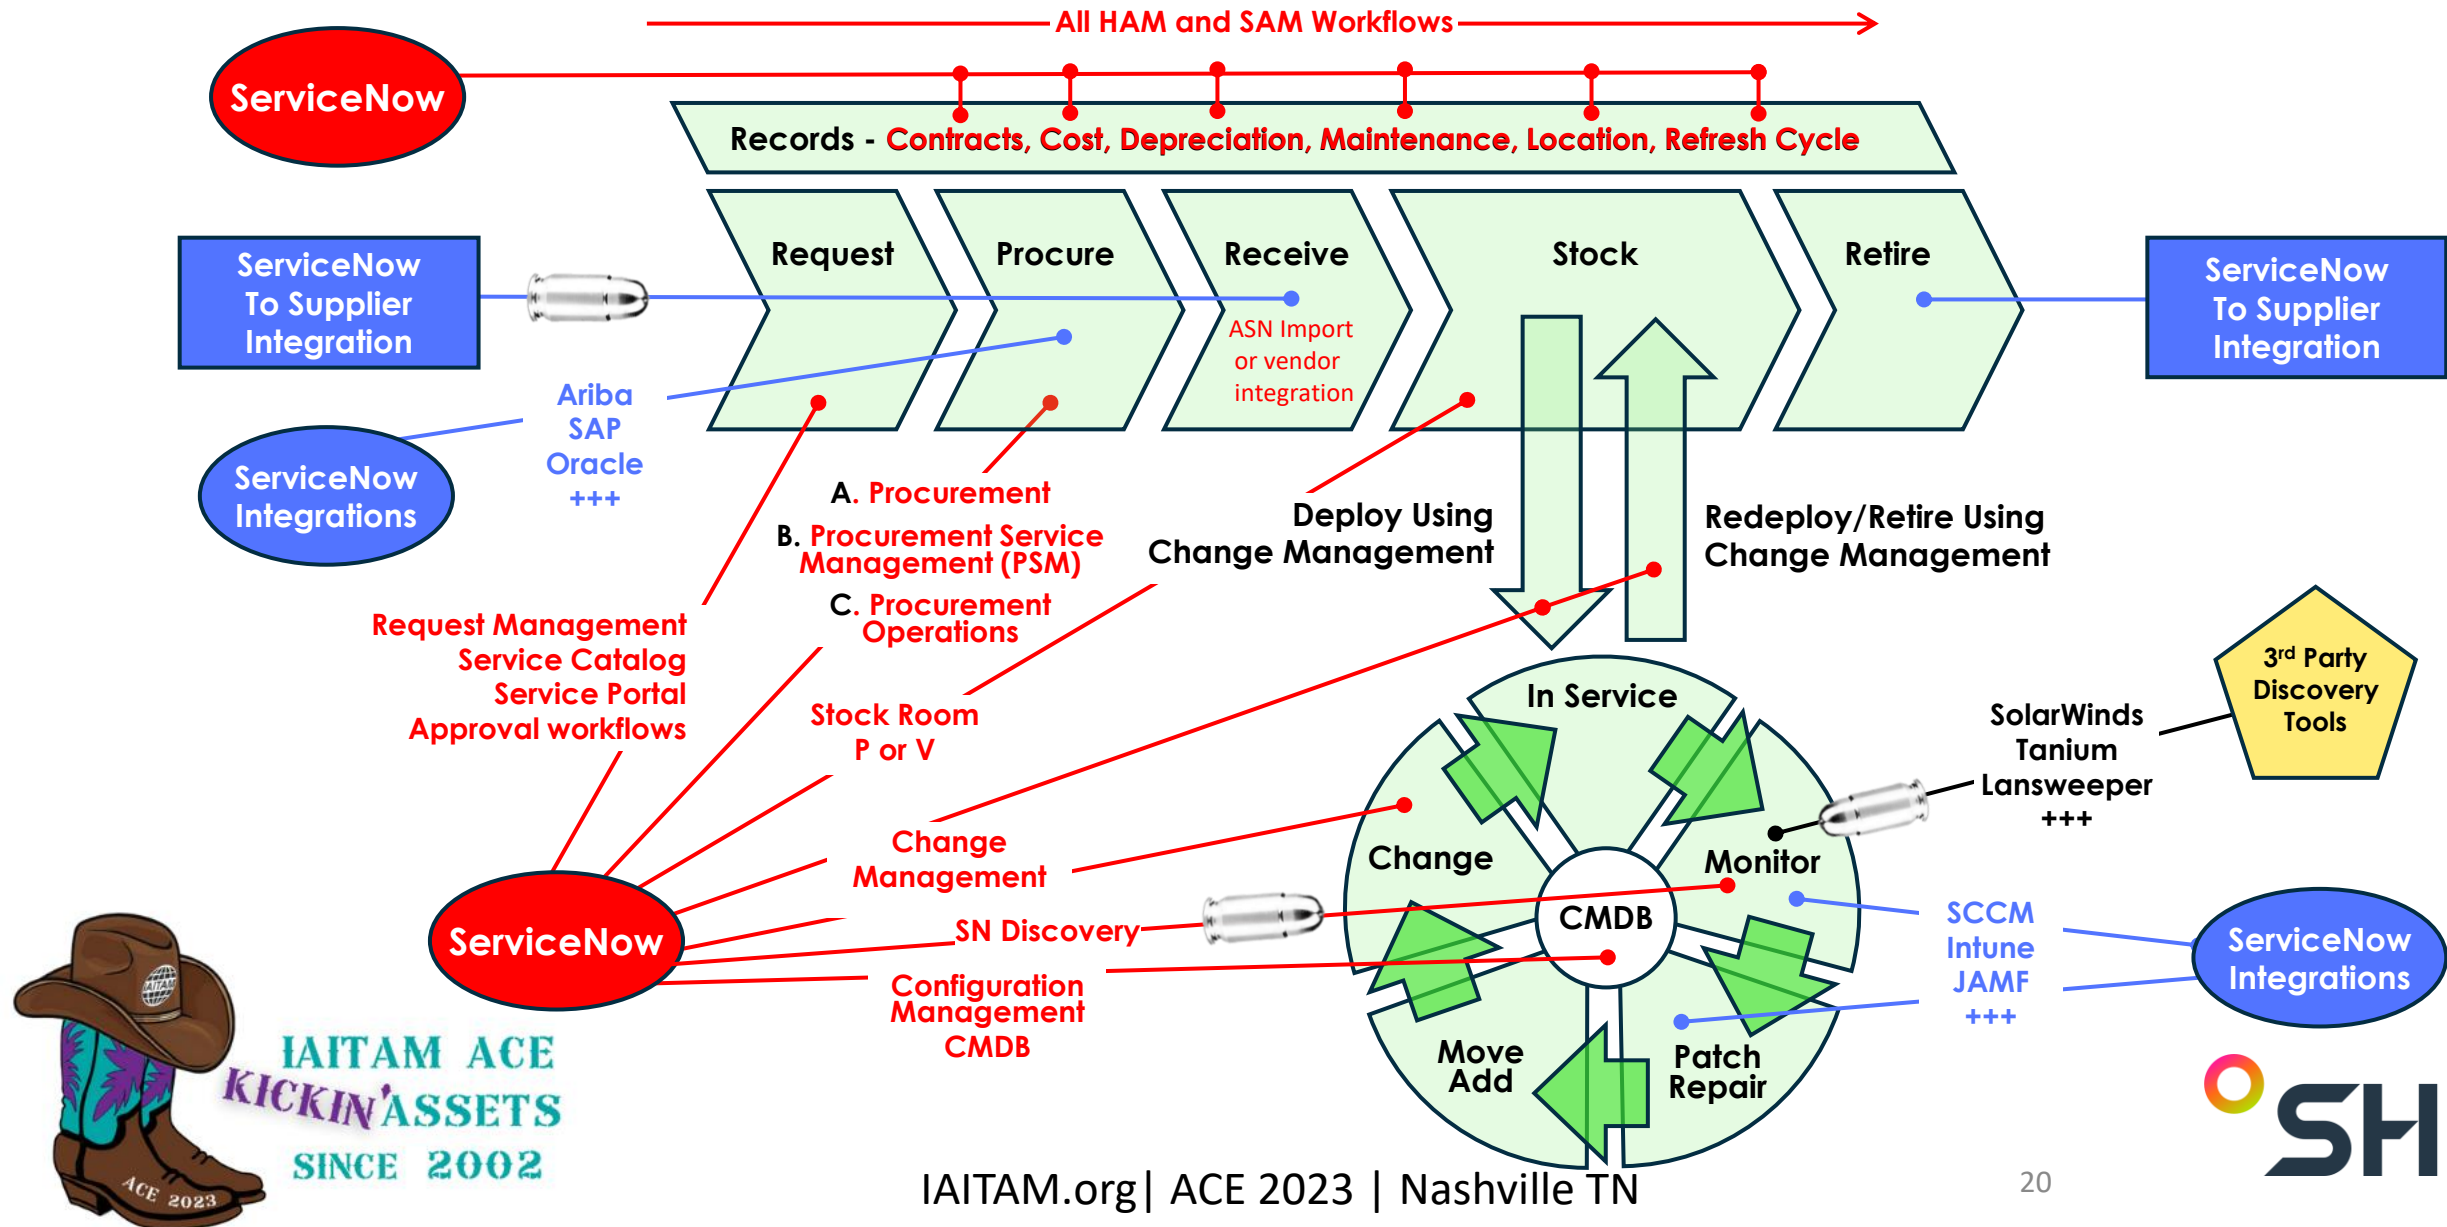 All HAM and SAM Workflows
ServiceNow
Records - Contracts, Cost, Depreciation, Maintenance, Location, Refresh Cycle
Request
Procure
Receive
Stock
Retire
ServiceNow
To Supplier
Integration
ServiceNow
To Supplier
Integration
ASN Import
or vendor
integration
Ariba
SAP
Oracle
+++
ServiceNow
Integrations
A. Procurement
B. Procurement Service
Management (PSM)
C. Procurement
Operations
Deploy Using
Change Management
Redeploy/Retire Using
Change Management
Request Management
Service Catalog
Service Portal
Approval workflows
Stock Room
P or V
3rd Party
Discovery
Tools
SolarWinds
Tanium
Lansweeper
+++
In Service
Change
Monitor
CMDB
Move
Add
Patch
Repair
Change
Management
SN Discovery
Configuration
Management
CMDB
ServiceNow
SCCM
Intune
JAMF
+++
ServiceNow
Integrations
IAITAM
IAITAM ACE
KICKIN'ASSETS
SINCE 2002
ACE 2023
IAITAM.org| ACE 2023 | Nashville TN
20
SHI